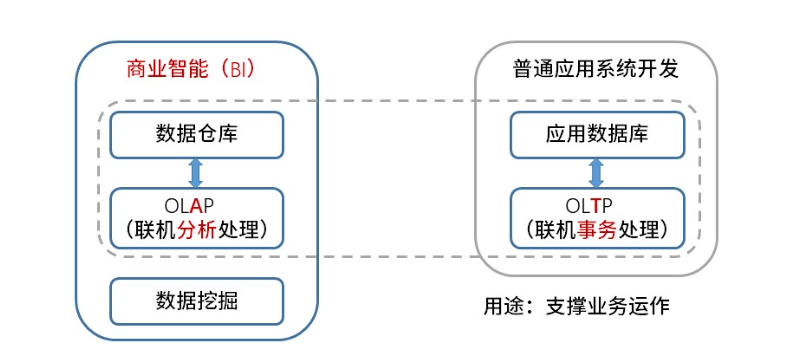 商业智能（BI）
数据仓库
OLAP
（联机分析处理）
数据挖掘
普通应用系统开发
应用数据库
OLTP
（联机事务处理）
用途：支撑业务运作